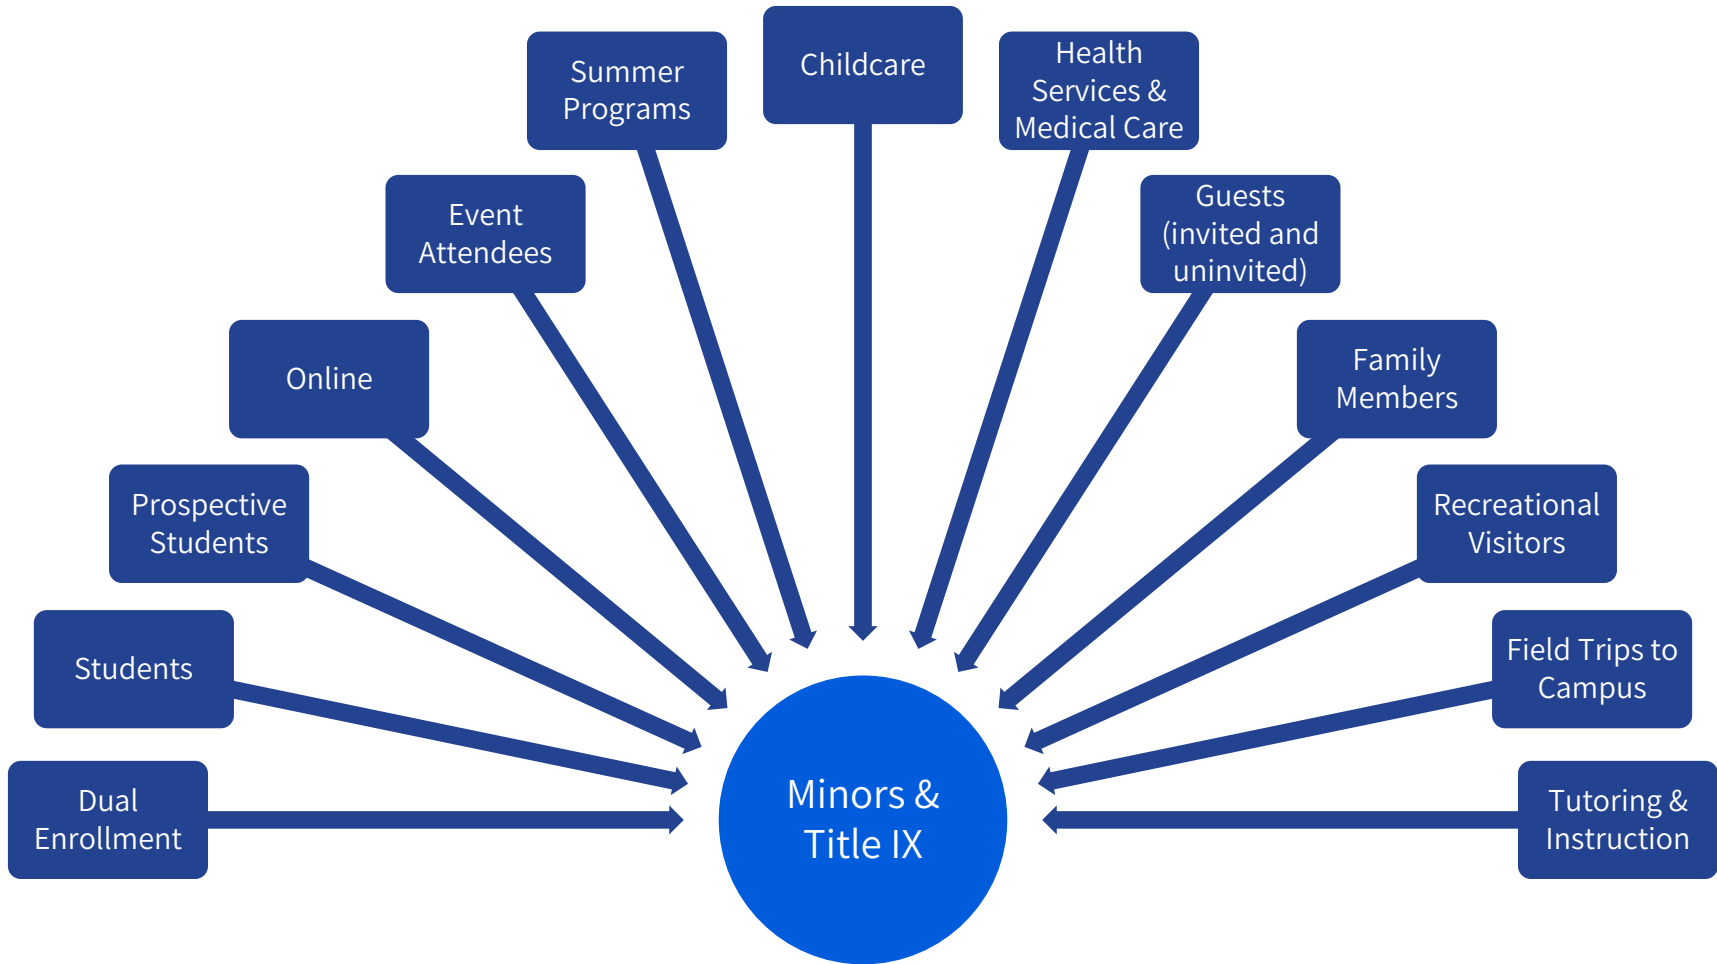 Childcare
Summer
Programs
Health
Services &
Medical Care
Event
Attendees
Guests
(invited and
uninvited)
Online
Family
Members
Prospective
Students
Recreational
Visitors
Students
Field Trips to
Campus
Dual
Enrollment
Minors &
Title IX
Tutoring &
Instruction